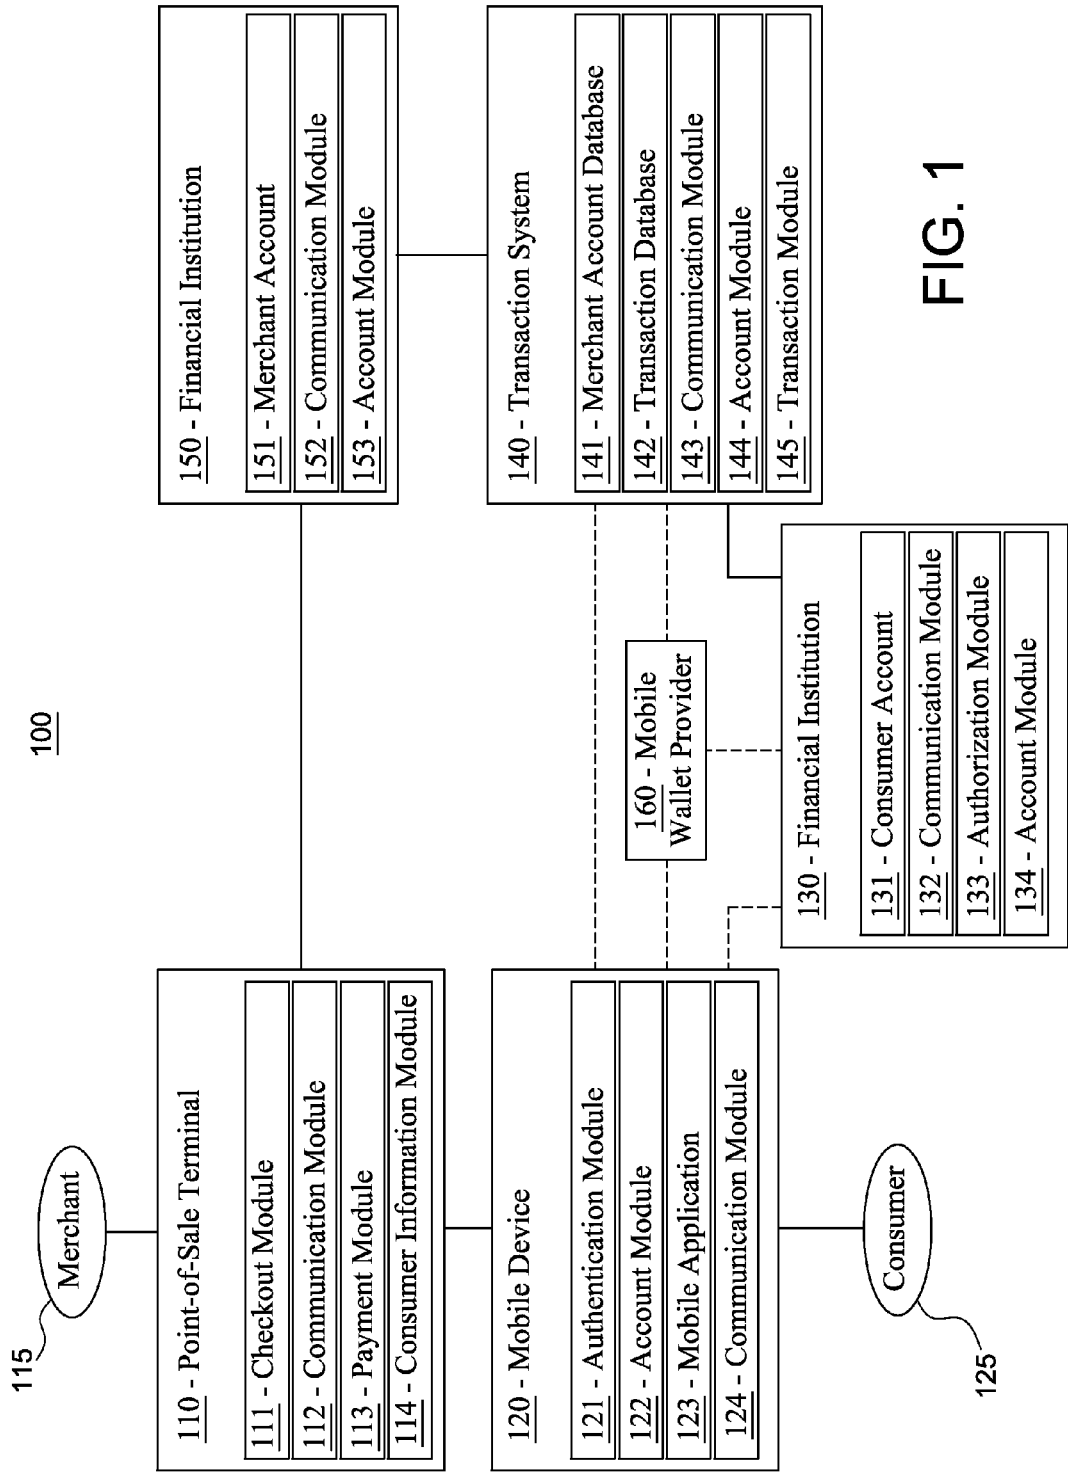 100
115
Merchant
110 - Point-of-Sale Terminal
111 - Checkout Module
112 - Communication Module
113 - Payment Module
114 - Consumer Information Module
150 - Financial Institution
151 - Merchant Account
152 - Communication Module
153 - Account Module
120 - Mobile Device
121 - Authentication Module
122 - Account Module
123 - Mobile Application
124 - Communication Module
160 - Mobile
Wallet Provider
140 - Transaction System
141 - Merchant Account Database
142 - Transaction Database
143 - Communication Module
144 - Account Module
145 - Transaction Module
130 - Financial Institution
131 - Consumer Account
132 - Communication Module
133 - Authorization Module
134 - Account Module
Consumer
125
FIG. 1